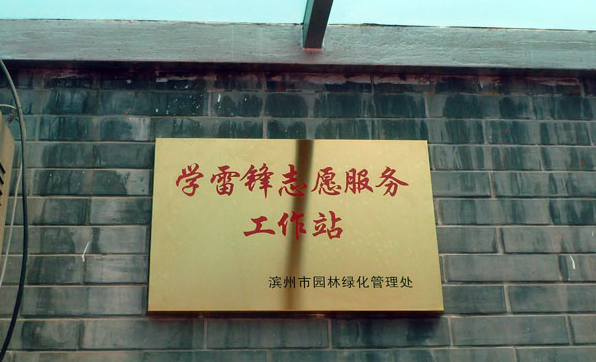 学雷锋志愿服务
工作站
滨州市园林绿化管理处